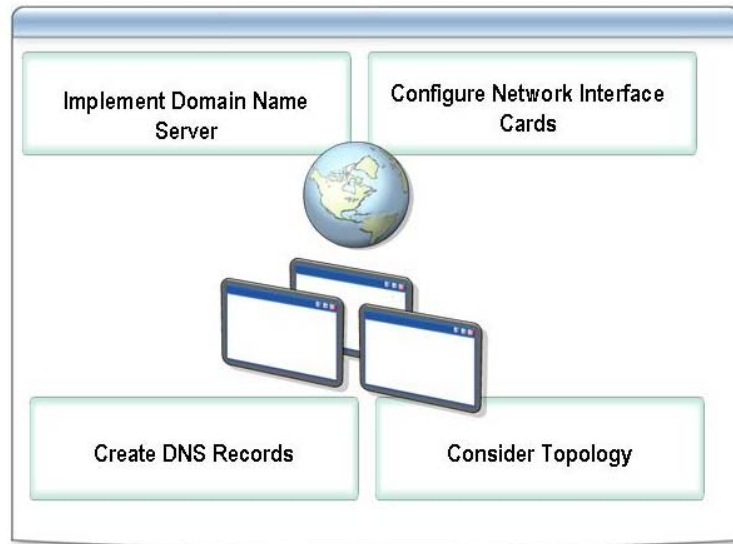 Implement Domain Name
Server
Configure Network Interface
Cards
Create DNS Records
Consider Topology